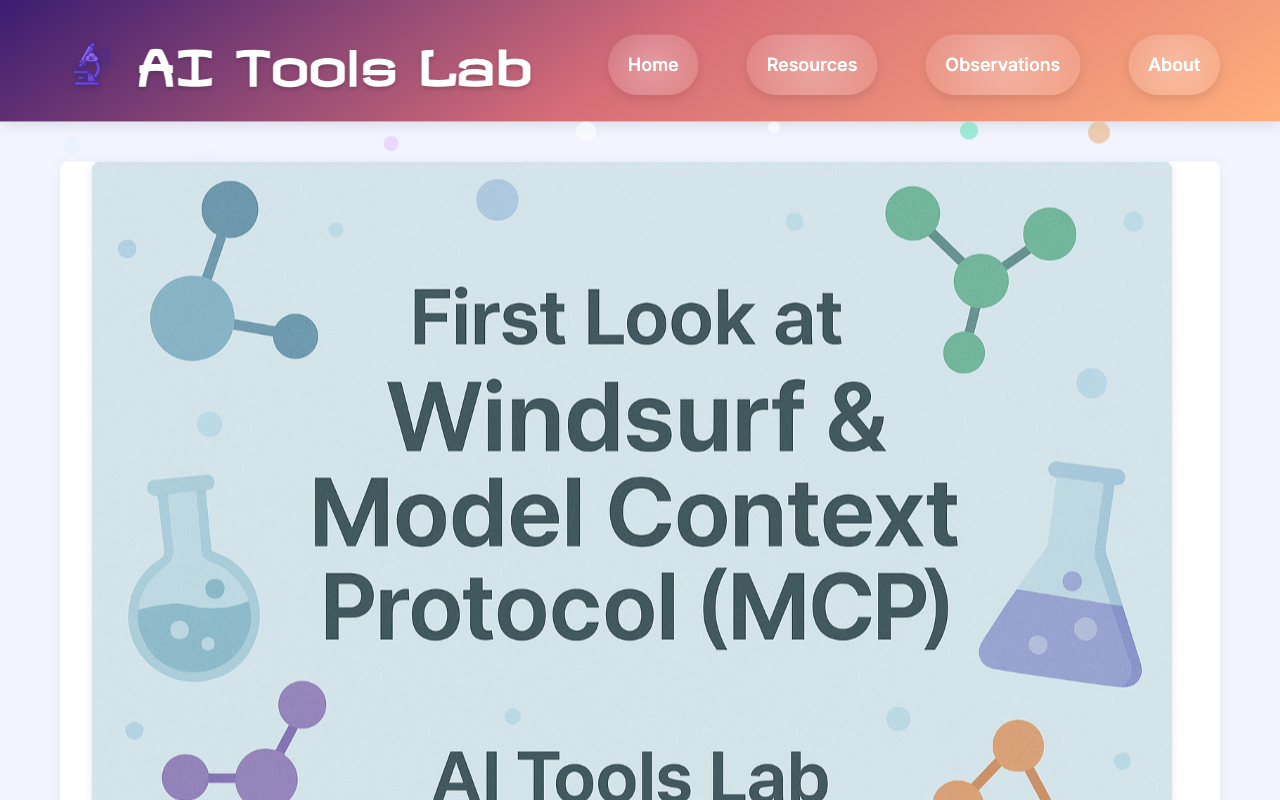 AI Tools Lab
Home
Resources
Observations
About
First Look at
Windsurf &
Model Context
Protocol (MCP)
AI Tools Lab